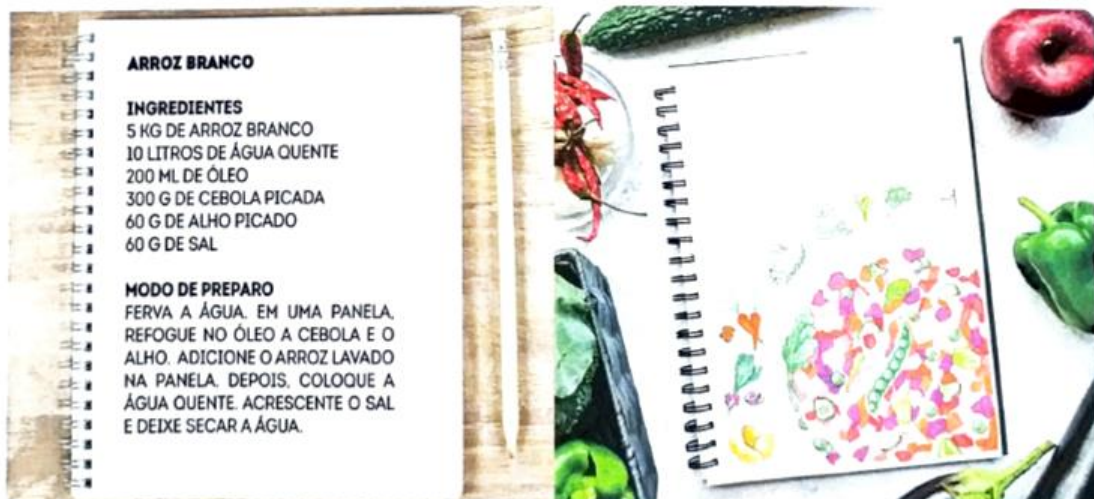 ARROZ BRANCO
INGREDIENTES
5 KG DE ARROZ BRANCO
10 LITROS DE ÁGUA QUENTE
200 ML DE ÓLEO
300 G DE CEBOLA PICADA
60 G DE ALHO PICADO
60 G DE SAL
MODO DE PREPARO
FERVA A ÁGUA. EM UMA PANELA,
REFOGUE NO ÓLEO A CEBOLA E O
ALHO. ADICIONE O ARROZ LAVADO
NA PANELA. DEPOIS, COLOQUE A
ÁGUA QUENTE. ACRESCENTE O SAL
E DEIXE SECAR A ÁGUA.